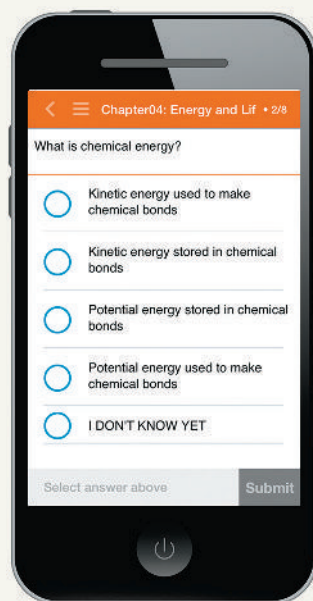 Chapter04: Energy and Lif • 2/8
What is chemical energy?
Kinetic energy used to make
chemical bonds
Kinetic energy stored in chemical
bonds
Potential energy stored in chemical
bonds
Potential energy used to make
chemical bonds
I DON'T KNOW YET
Select answer above
Submit